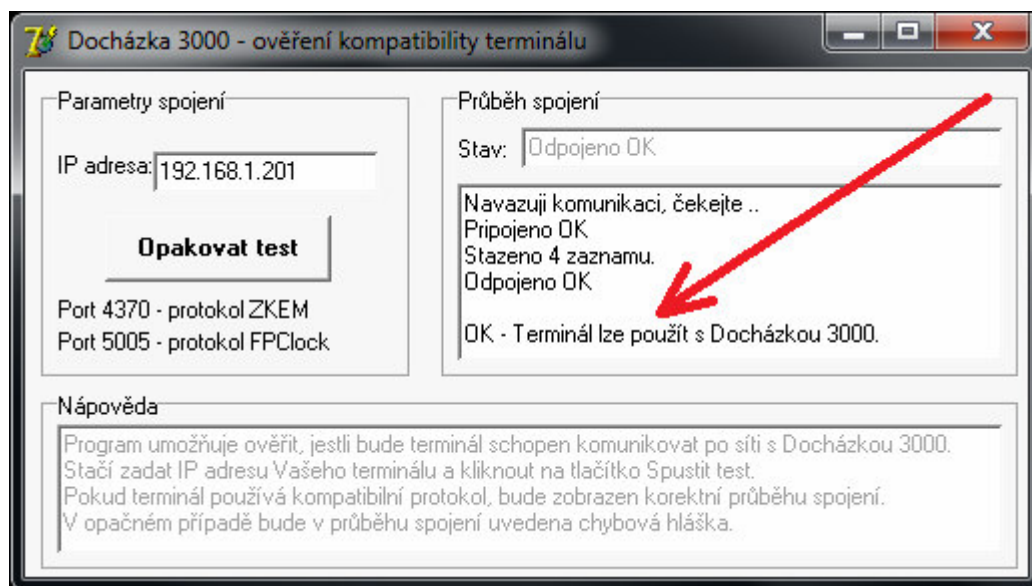 Docházka 3000 - ověření kompatibility terminálu
Parametry spojení
IP adresa: 192.168.1.201
Opakovat test
Port 4370 - protokol ZKEM
Port 5005 - protokol FPClock
Průběh spojení
Stav: Odpojeno OK
Navazuji komunikaci, čekejte ..
Pripojeno OK
Stazeno 4 zaznamu.
Odpojeno OK
OK - Terminál lze použít s Docházkou 3000.
Nápověda
Program umožňuje ověřit, jestli bude terminál schopen komunikovat po síti s Docházkou 3000.
Stačí zadat IP adresu Vašeho terminálu a kliknout na tlačítko Spustit test.
Pokud terminál používá kompatibilní protokol, bude zobrazen korektní průběhu spojení.
V opačném případě bude v průběhu spojení uvedena chybová hláška.